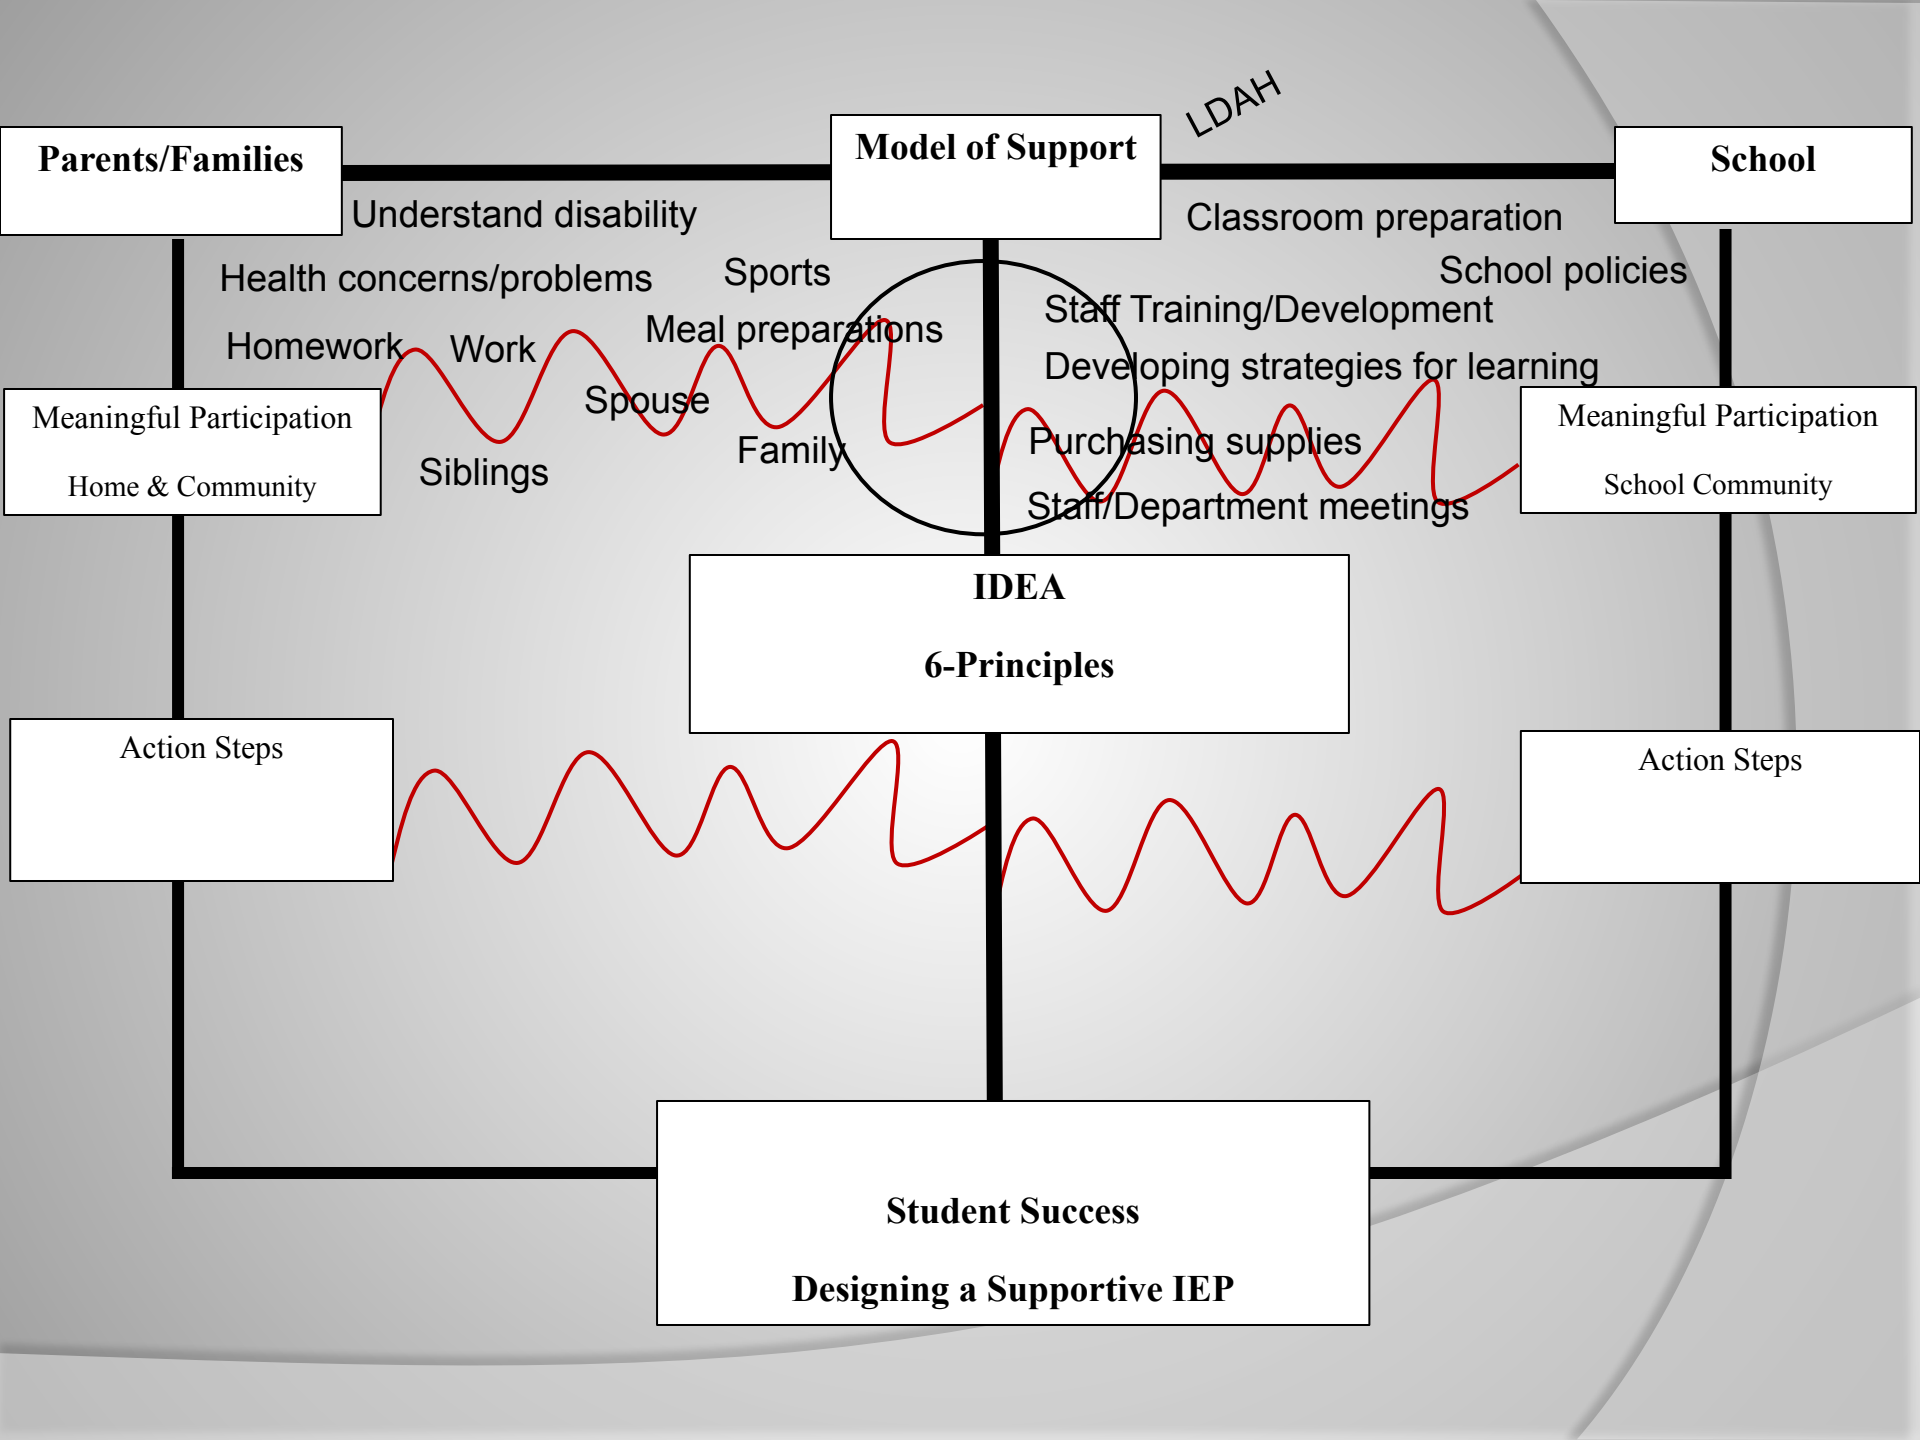 LDAH
Parents/Families
Model of Support
School
Understand disability
Classroom preparation
Health concerns/problems
Sports
School policies
Staff Training/Development
Homework
Work
Meal preparations
Developing strategies for learning
Spouse
Meaningful Participation
Home & Community
Siblings
Family
Purchasing supplies
Staff/Department meetings
Meaningful Participation
School Community
IDEA
6-Principles
Action Steps
Action Steps
Student Success
Designing a Supportive IEP